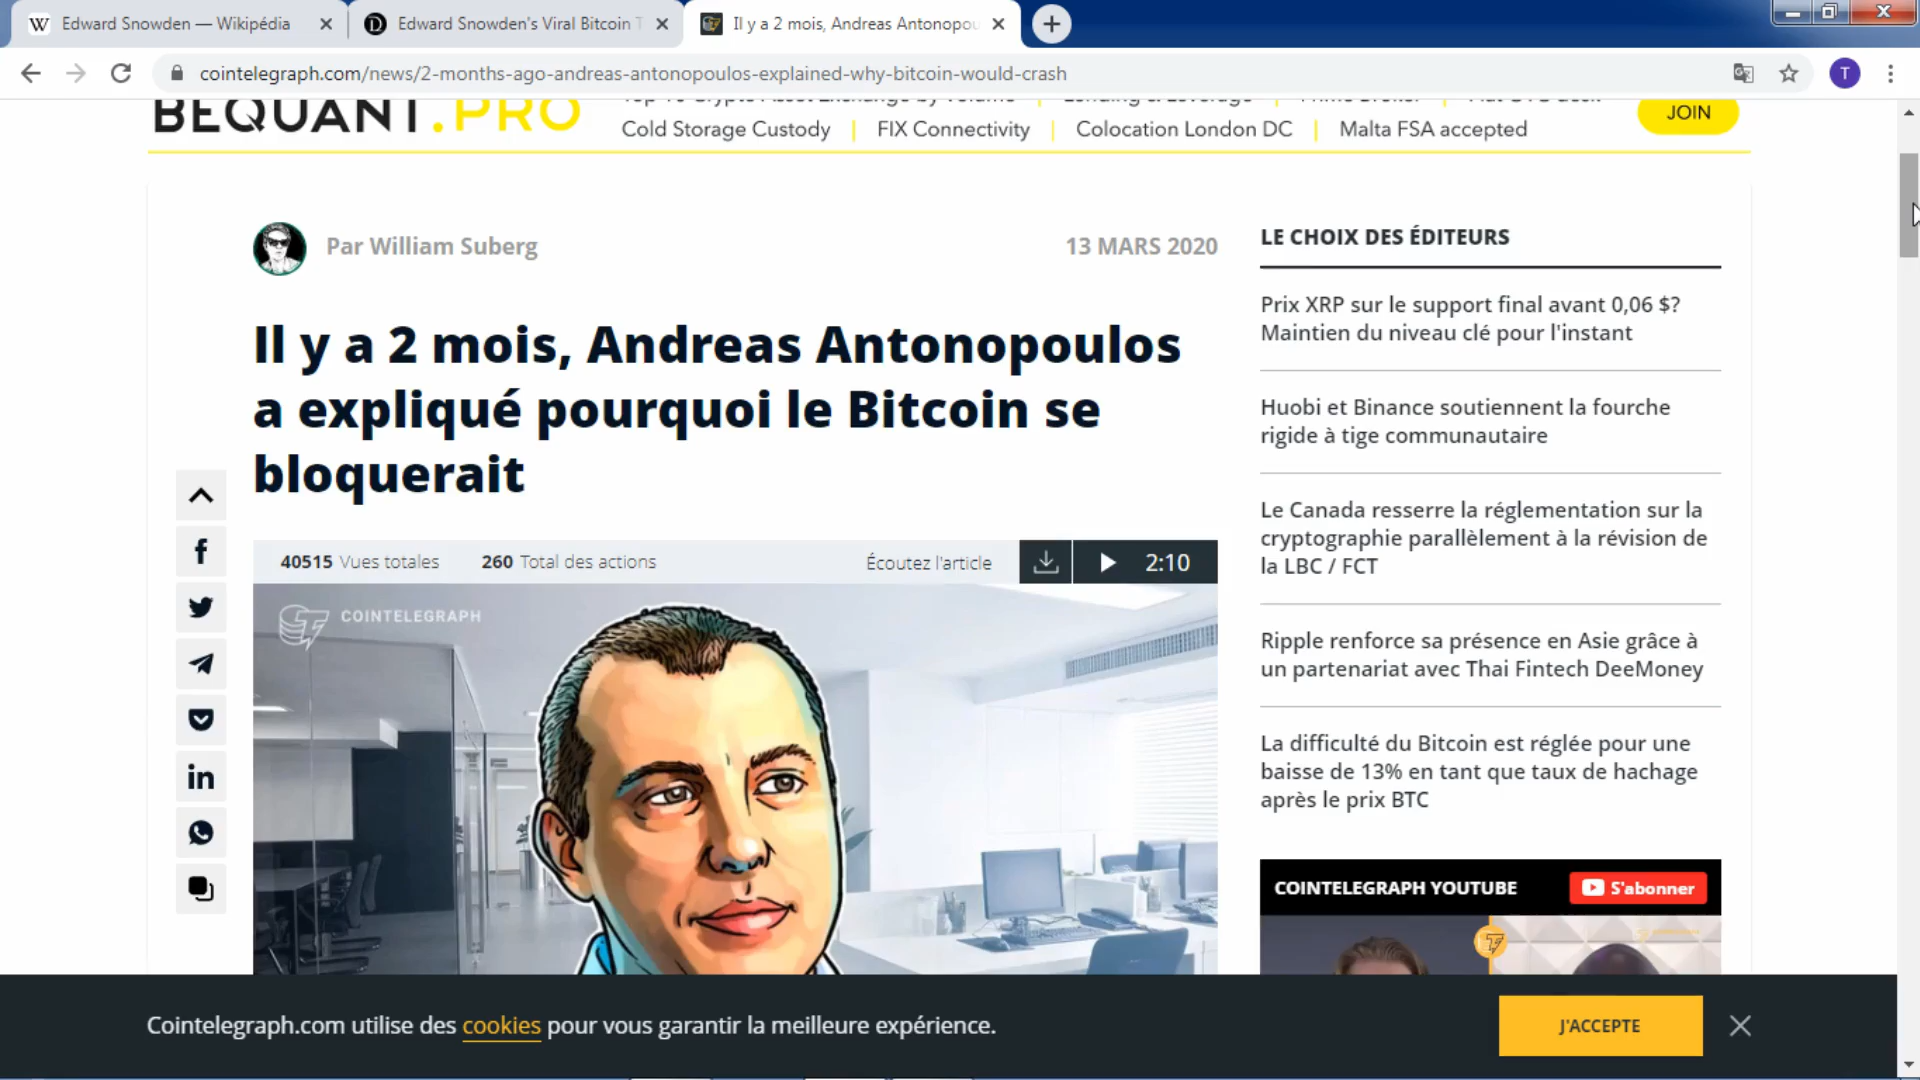 Edward Snowden — Wikipédia
Edward Snowden's Viral Bitcoin T
Il y a 2 mois, Andreas Antonopou
cointelegraph.com/news/2-months-ago-andreas-antonopoulos-explained-why-bitcoin-would-crash
T
BEQUANT.PRO
Cold Storage Custody | FIX Connectivity | Colocation London DC | Malta FSA accepted
JOIN
Par William Suberg
13 MARS 2020
Il y a 2 mois, Andreas Antonopoulos
a expliqué pourquoi le Bitcoin se
bloquerait
40515 Vues totales
260 Total des actions
Écoutez l'article
2:10
COINTELEGRAPH
LE CHOIX DES ÉDITEURS
Prix XRP sur le support final avant 0,06 $?
Maintien du niveau clé pour l'instant
Huobi et Binance soutiennent la fourche
rigide à tige communautaire
Le Canada resserre la réglementation sur la
cryptographie parallèlement à la révision de
la LBC / FCT
Ripple renforce sa présence en Asie grâce à
un partenariat avec Thai Fintech DeeMoney
La difficulté du Bitcoin est réglée pour une
baisse de 13% en tant que taux de hachage
après le prix BTC
COINTELEGRAPH YOUTUBE
S'abonner
Cointelegraph.com utilise des cookies pour vous garantir la meilleure expérience.
J'ACCEPTE